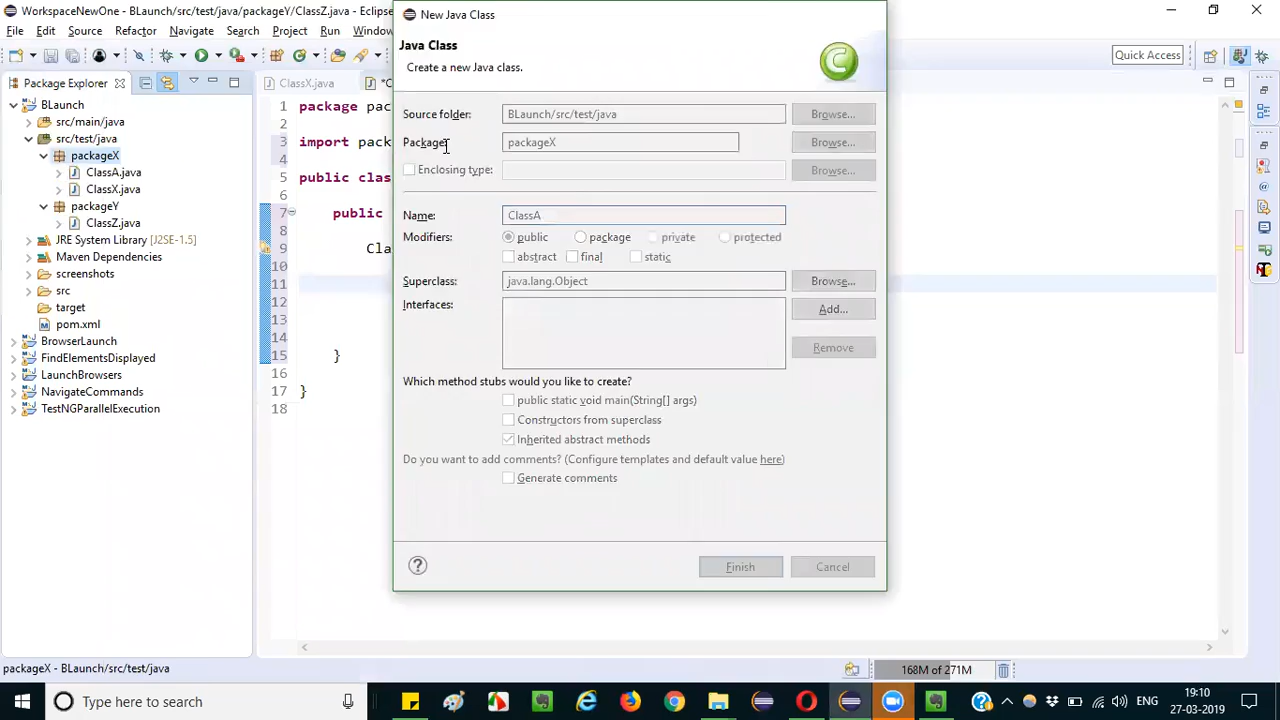 WorkspaceNewOne - BLaunch/src/test/java/packageY/ClassZ.java - Eclipse
New Java Class
File Edit Source Refactor Navigate Search Project Run Window
Java Class
Create a new Java class.
Quick Access
Package Explorer
ClassX.java
BLaunch
src/main/java
src/test/java
packageX
ClassA.java
ClassX.java
packageY
ClassZ.java
JRE System Library [J2SE-1.5]
Maven Dependencies
screenshots
src
target
pom.xml
BrowserLaunch
FindElementsDisplayed
LaunchBrowsers
NavigateCommands
TestNGParallelExecution
1 package pac
2
3 import pack
4
5 public clas
6
7 public
8
9 Cla
10
11
12
13
14
15 }
16
17 }
18
Source folder: BLaunch/src/test/java Browse...
Package: packageX Browse...
Enclosing type: Browse...
Name: ClassA
Modifiers: public package private protected
abstract final static
Superclass: java.lang.Object Browse...
Interfaces: Add...
Remove
Which method stubs would you like to create?
public static void main(String[] args)
Constructors from superclass
Inherited abstract methods
Do you want to add comments? (Configure templates and default value here)
Generate comments
? Finish Cancel
packageX - BLaunch/src/test/java
168M of 271M
Type here to search
ENG
19:10
27-03-2019